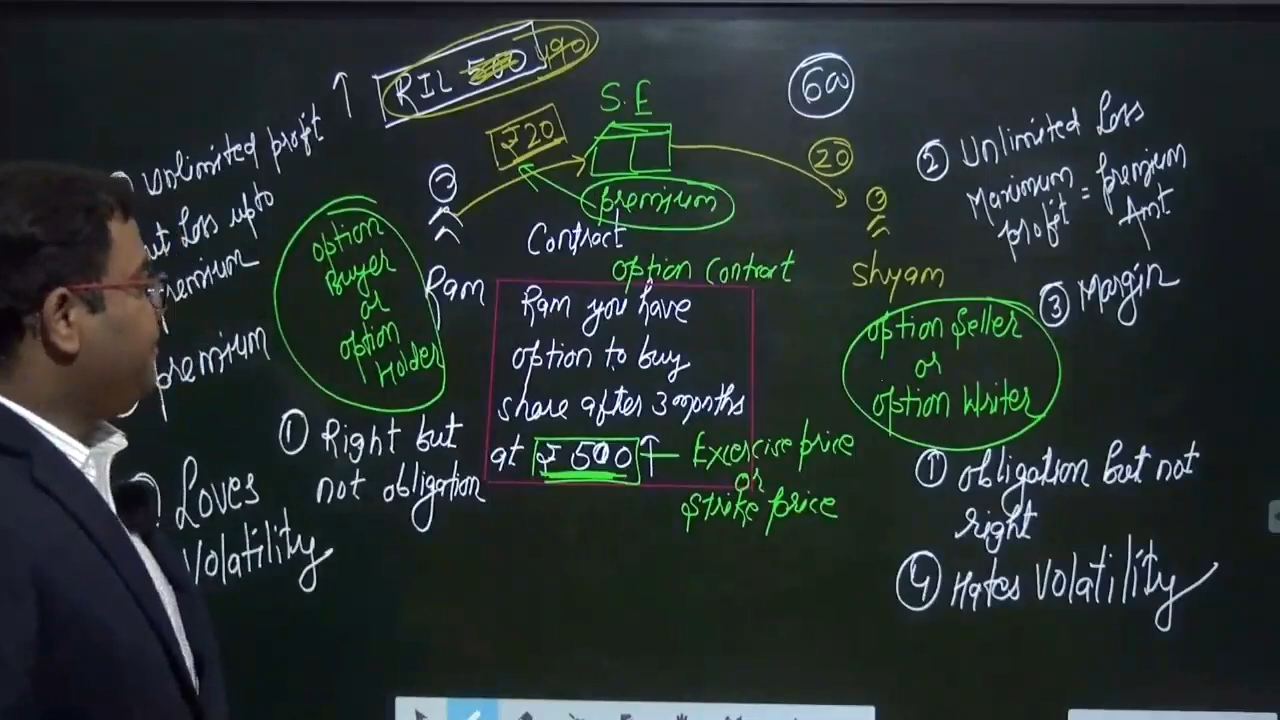 RIL 500 490
S.E
600
₹20
20
premium
Contract
option Contract
Ram
Shyam
Unlimited profit ↑
but Loss upto
premium
premium
Loves
Volatility
option
Buyer
or
option
Holder
① Right but
not obligation
Ram you have
option to buy
share after 3 months
at ₹ 500 ↑
Excercise price
or
Strike price
② Unlimited Loss
Maximum profit = premium Amt
③ Margin
option Seller
or
option Writer
① obligation but not
right
④ Hates Volatility